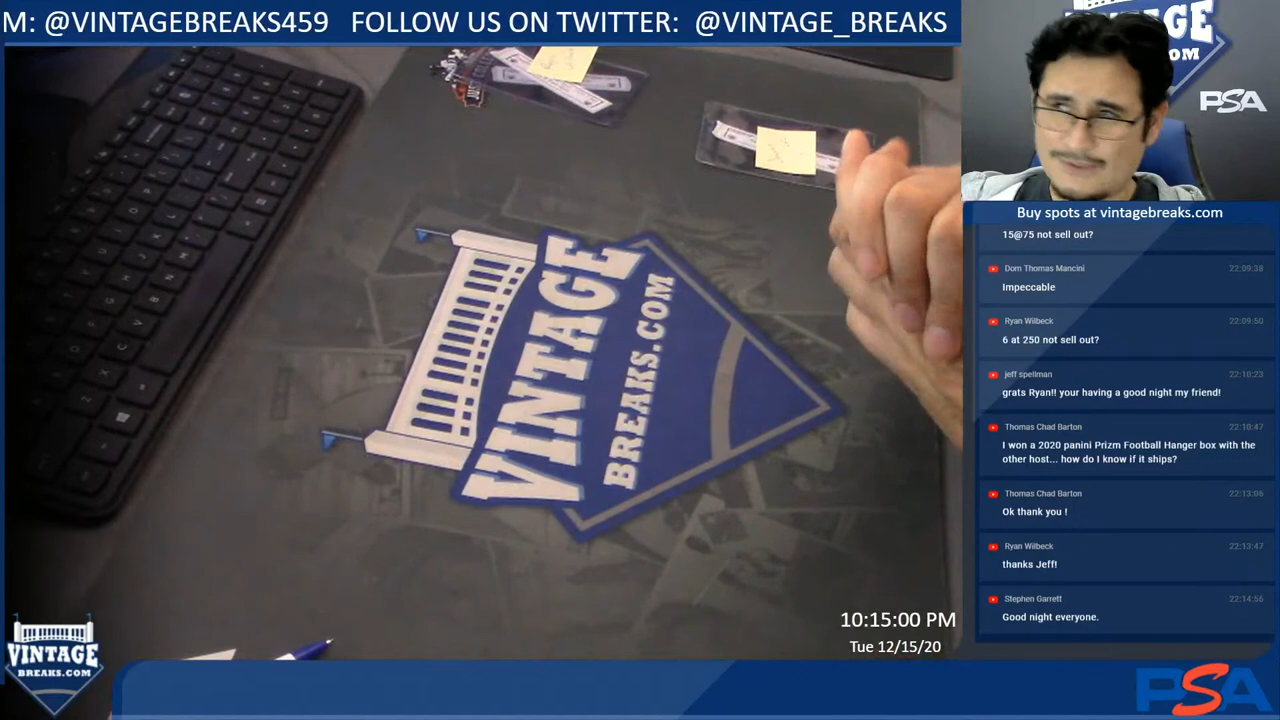 M: @VINTAGEBREAKS459 FOLLOW US ON TWITTER: @VINTAGE_BREAKS
VINTAGE
BREAKS.COM
PSA
Buy spots at vintagebreaks.com
15@75 not sell out?
Dom Thomas Mancini 22:09:38
Impeccable
Ryan Wilbeck 22:09:50
6 at 250 not sell out?
jeff spellman 22:10:23
grats Ryan!! your having a good night my friend!
Thomas Chad Barton 22:10:47
I won a 2020 panini Prizm Football Hanger box with the
other host... how do I know if it ships?
Thomas Chad Barton 22:13:06
Ok thank you !
Ryan Wilbeck 22:13:47
thanks Jeff!
Stephen Garrett 22:14:56
Good night everyone.
10:15:00 PM
Tue 12/15/20
VINTAGE
BREAKS.COM
PSA